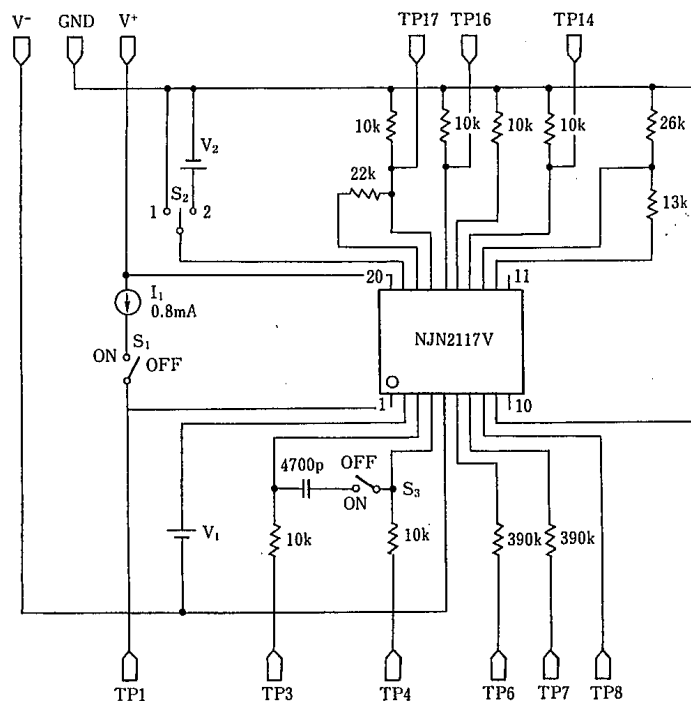 V⁻ GND V⁺ TP17 TP16 TP14
10k 10k 10k 10k 26k
V₂
22k
S₂
1 2
13k
20 11
I₁
0.8mA
NJN2117V
S₁
ON OFF
1 10
4700p OFF
ON S₃
V₁
10k 10k 390k 390k
TP1 TP3 TP4 TP6 TP7 TP8